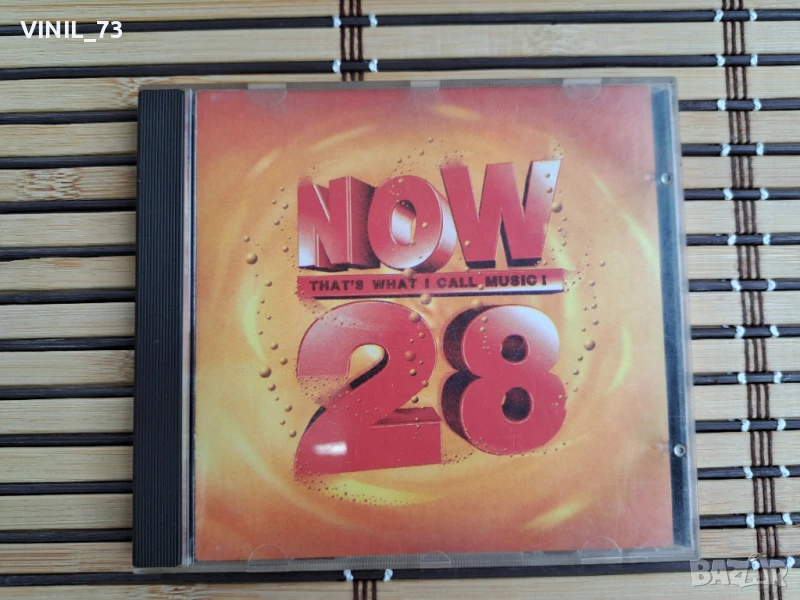 VINIL_73
NOW
THAT'S WHAT I CALL MUSIC!
28
BAZAR